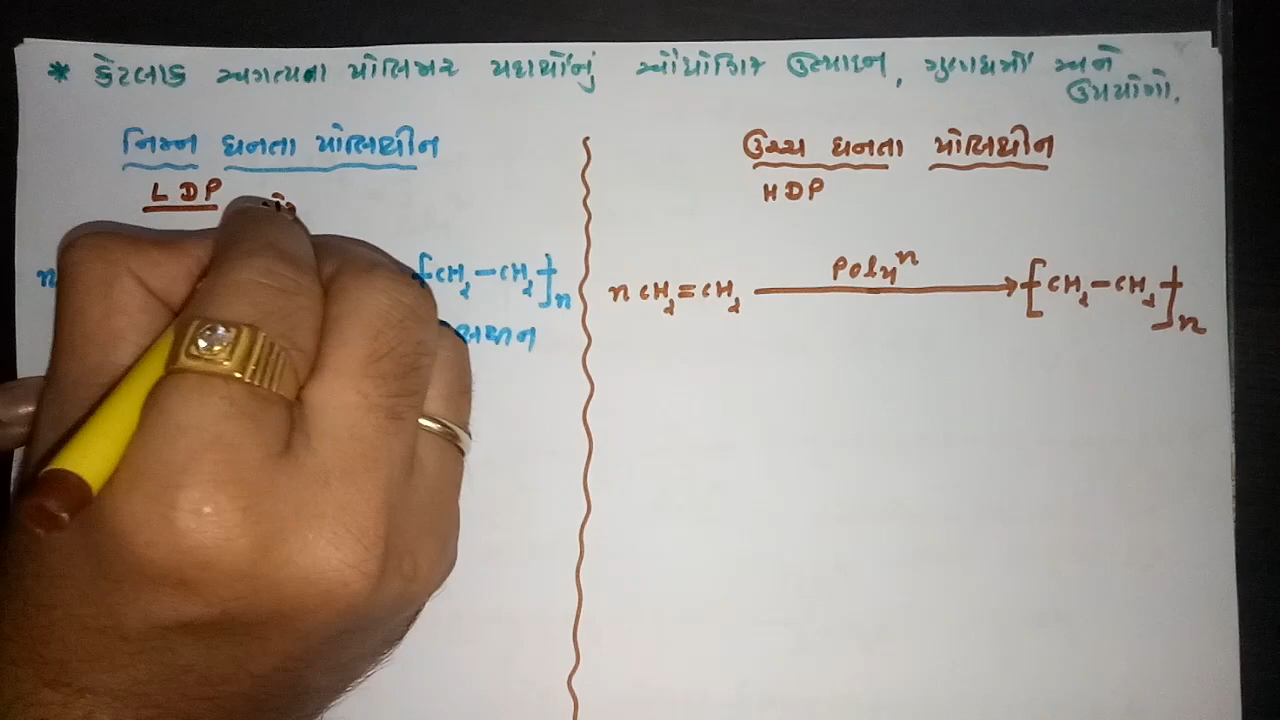 * કેટલાક અગત્યના પોલિમર પદાર્થોનું ઔદ્યોગિક ઉત્પાદન, ગુણધર્મો અને
ઉપયોગો.
નિમ્ન ઘનતા પોલિથીન
LDP
n
[CH₂-CH₂]n
ઉચ્ચ ઘનતા પોલિથીન
HDP
n CH₂=CH₂ Polyⁿ → [CH₂-CH₂]n